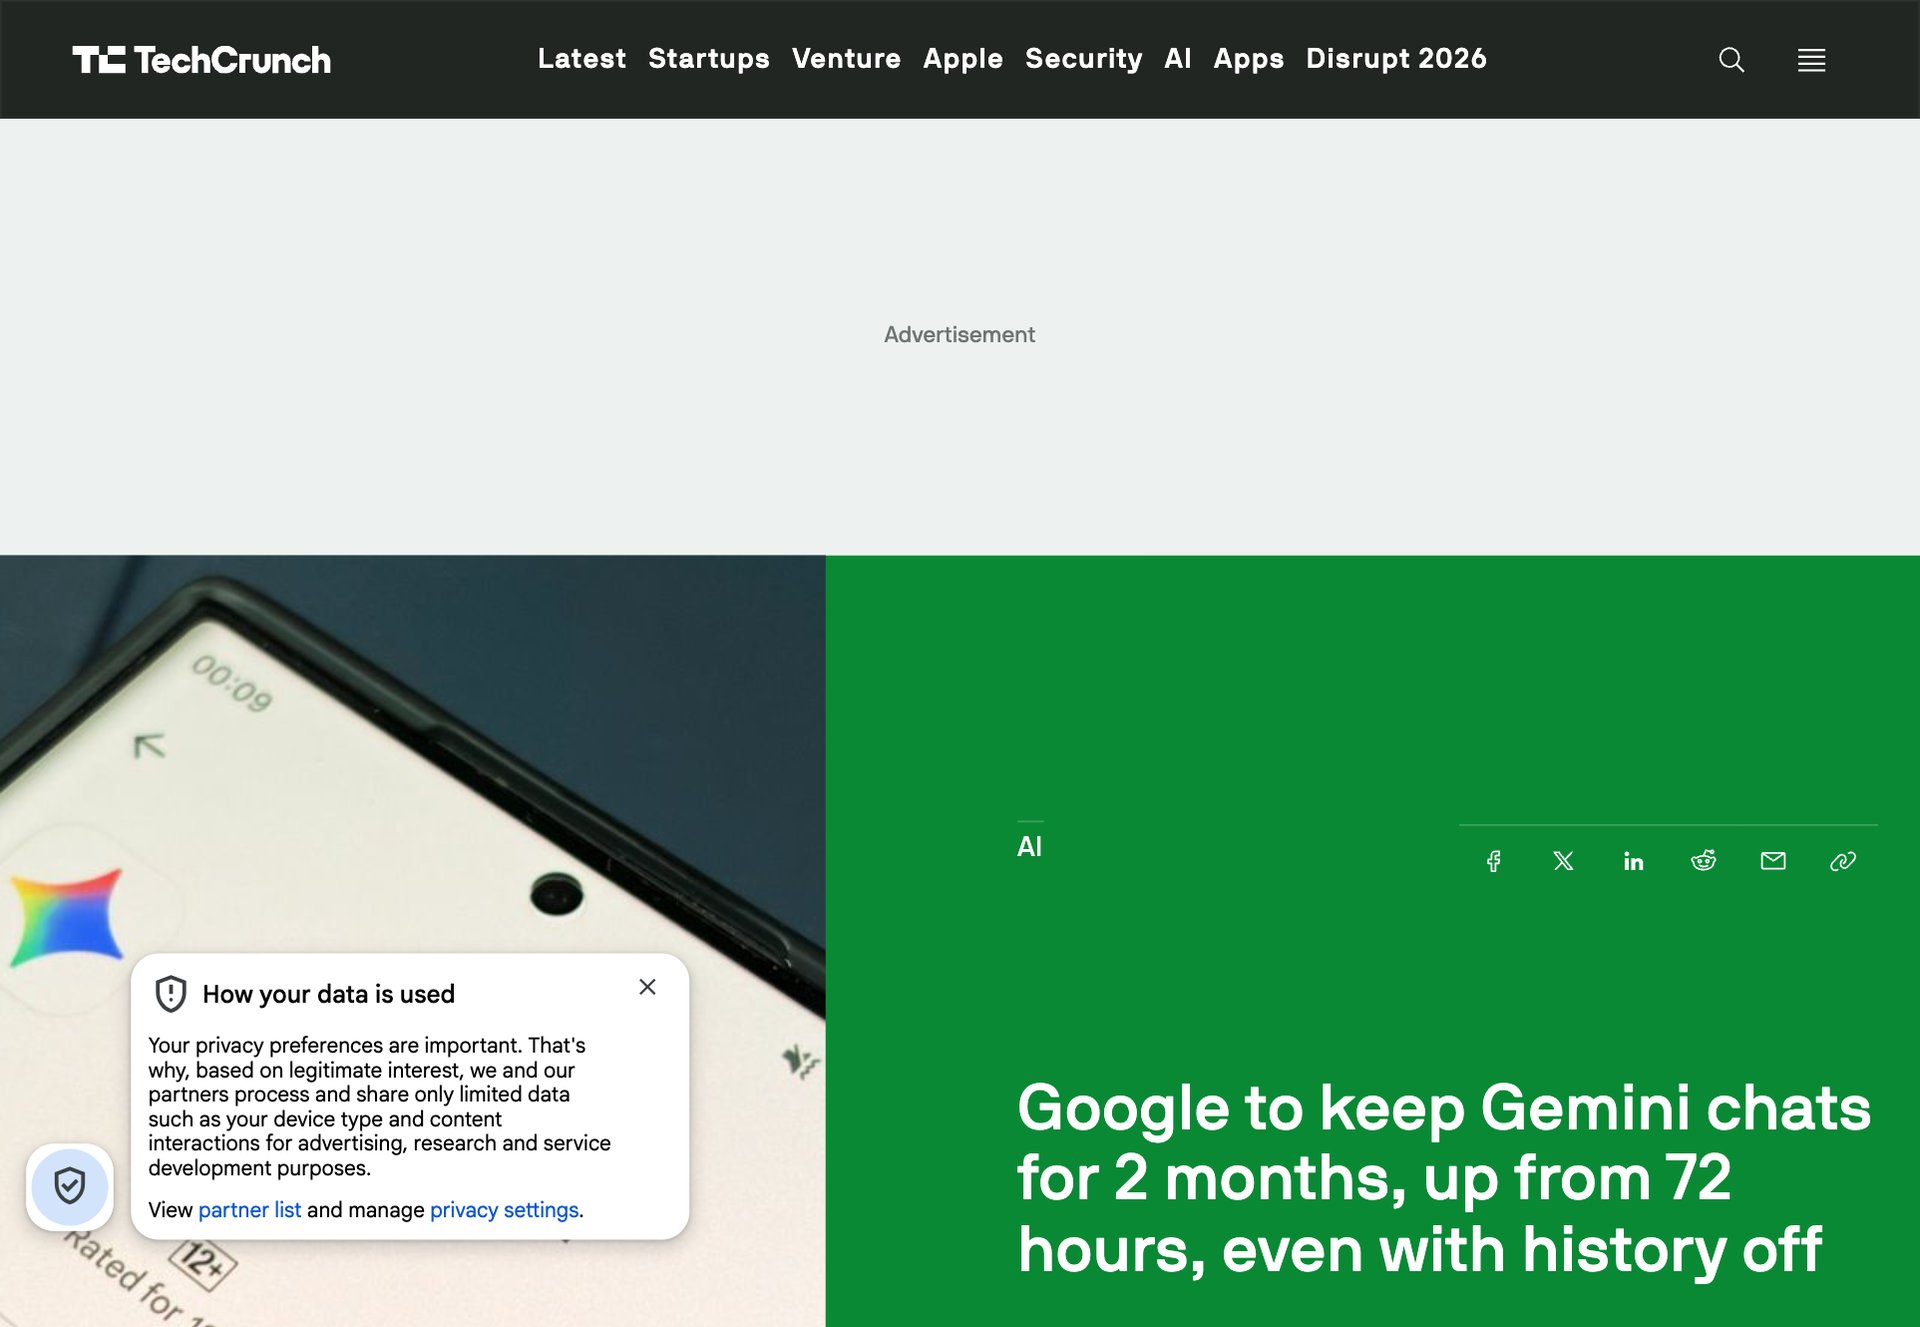 TechCrunch
Latest Startups Venture Apple Security AI Apps Disrupt 2026
Advertisement
00:09
12+
Rated for
How your data is used
Your privacy preferences are important. That's
why, based on legitimate interest, we and our
partners process and share only limited data
such as your device type and content
interactions for advertising, research and service
development purposes.
View partner list and manage privacy settings.
AI
Google to keep Gemini chats
for 2 months, up from 72
hours, even with history off